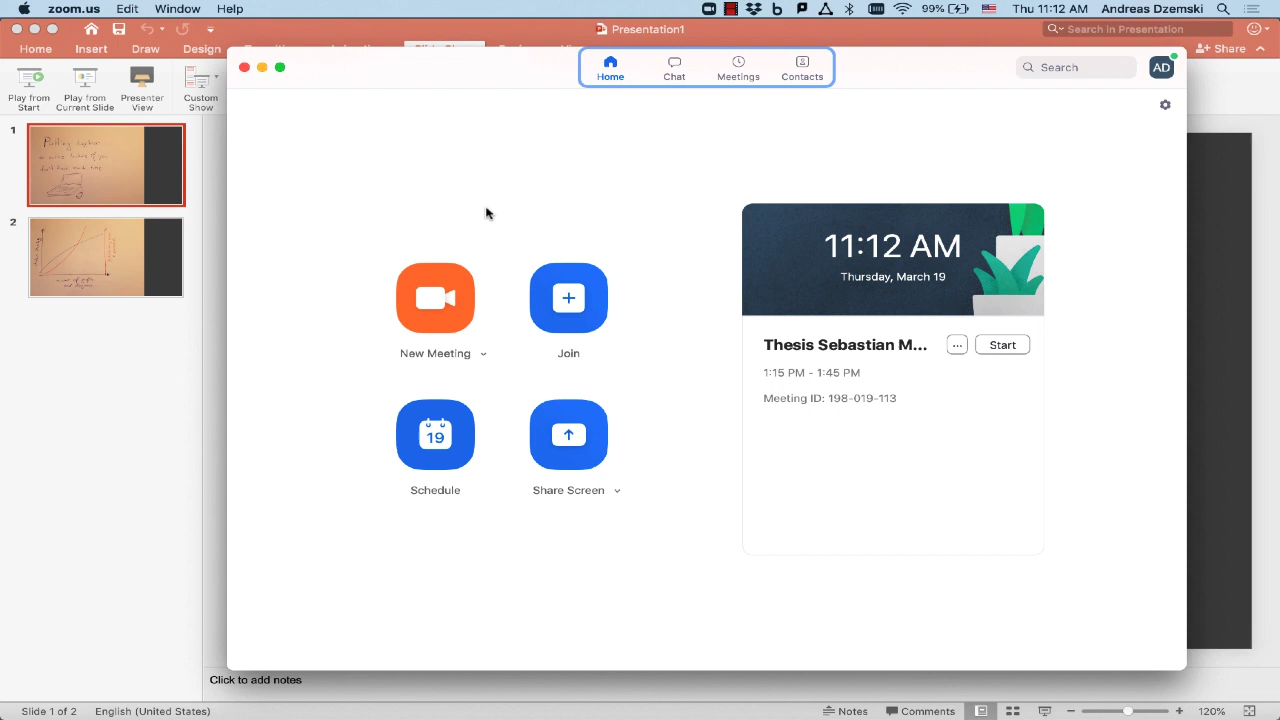 zoom.us Edit Window Help
99% Thu 11:12 AM Andreas Dzemski
Presentation1
Search in Presentation
Home Insert Draw Design
Share
Play from Start
Play from Current Slide
Presenter View
Custom Show
Home Chat Meetings Contacts
Search
AD
1
Putting
2
11:12 AM
Thursday, March 19
New Meeting
Join
19
Schedule
Share Screen
Thesis Sebastian M...
... Start
1:15 PM - 1:45 PM
Meeting ID: 198-019-113
Click to add notes
Slide 1 of 2 English (United States)
Notes Comments
120%